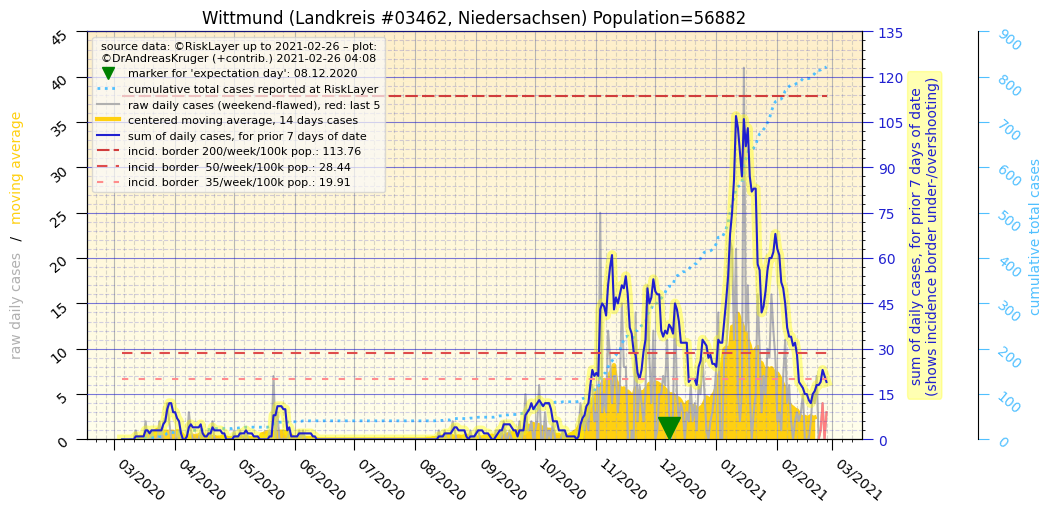 Wittmund (Landkreis #03462, Niedersachsen) Population=56882
source data: ©RiskLayer up to 2021-02-26 – plot:
©DrAndreasKruger (+contrib.) 2021-02-26 04:08
marker for 'expectation day': 08.12.2020
cumulative total cases reported at RiskLayer
raw daily cases (weekend-flawed), red: last 5
centered moving average, 14 days cases
sum of daily cases, for prior 7 days of date
incid. border 200/week/100k pop.: 113.76
incid. border  50/week/100k pop.: 28.44
incid. border  35/week/100k pop.: 19.91
raw daily cases / moving average
45
40
35
30
25
20
15
10
5
0
135
120
105
90
75
60
45
30
15
0
sum of daily cases, for prior 7 days of date
(shows incidence border under-/overshooting)
900
800
700
600
500
400
300
200
100
0
cumulative total cases
03/2020
04/2020
05/2020
06/2020
07/2020
08/2020
09/2020
10/2020
11/2020
12/2020
01/2021
02/2021
03/2021